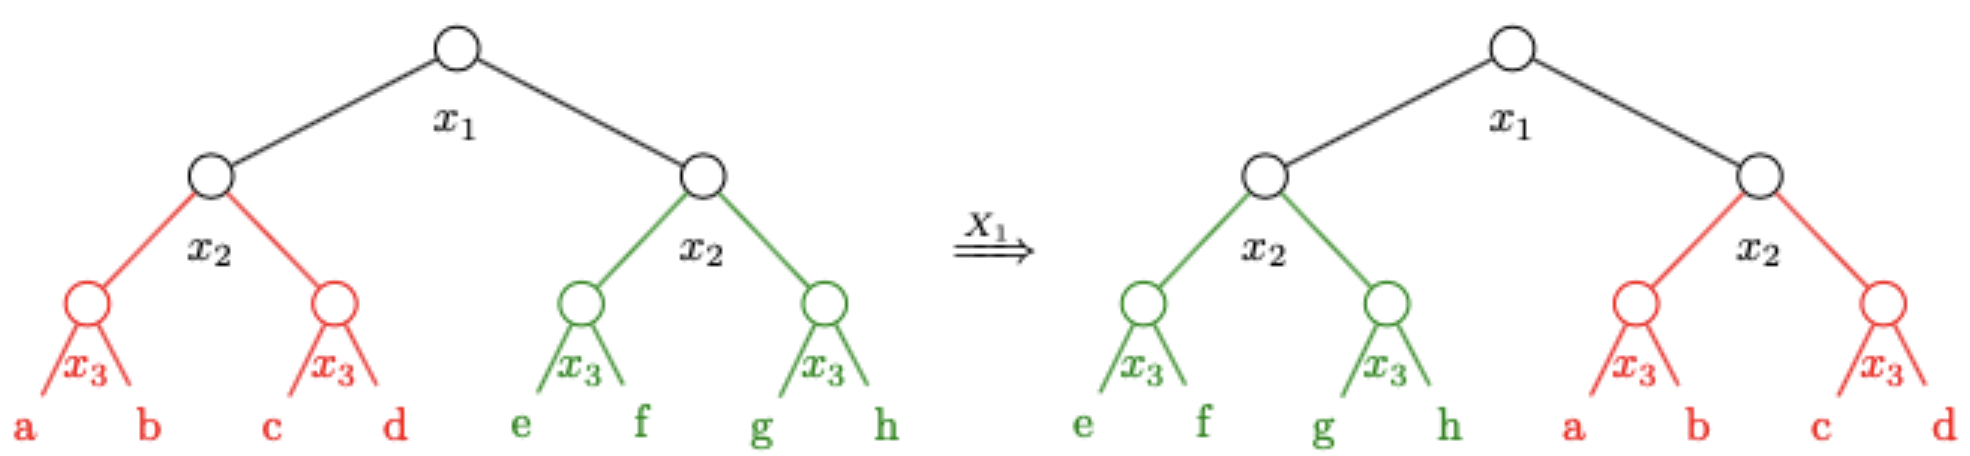 x₁ x₁
X₁
x₂ x₂ x₂ x₂
x₃ x₃ x₃ x₃ x₃ x₃ x₃ x₃
a b c d e f g h e f g h a b c d